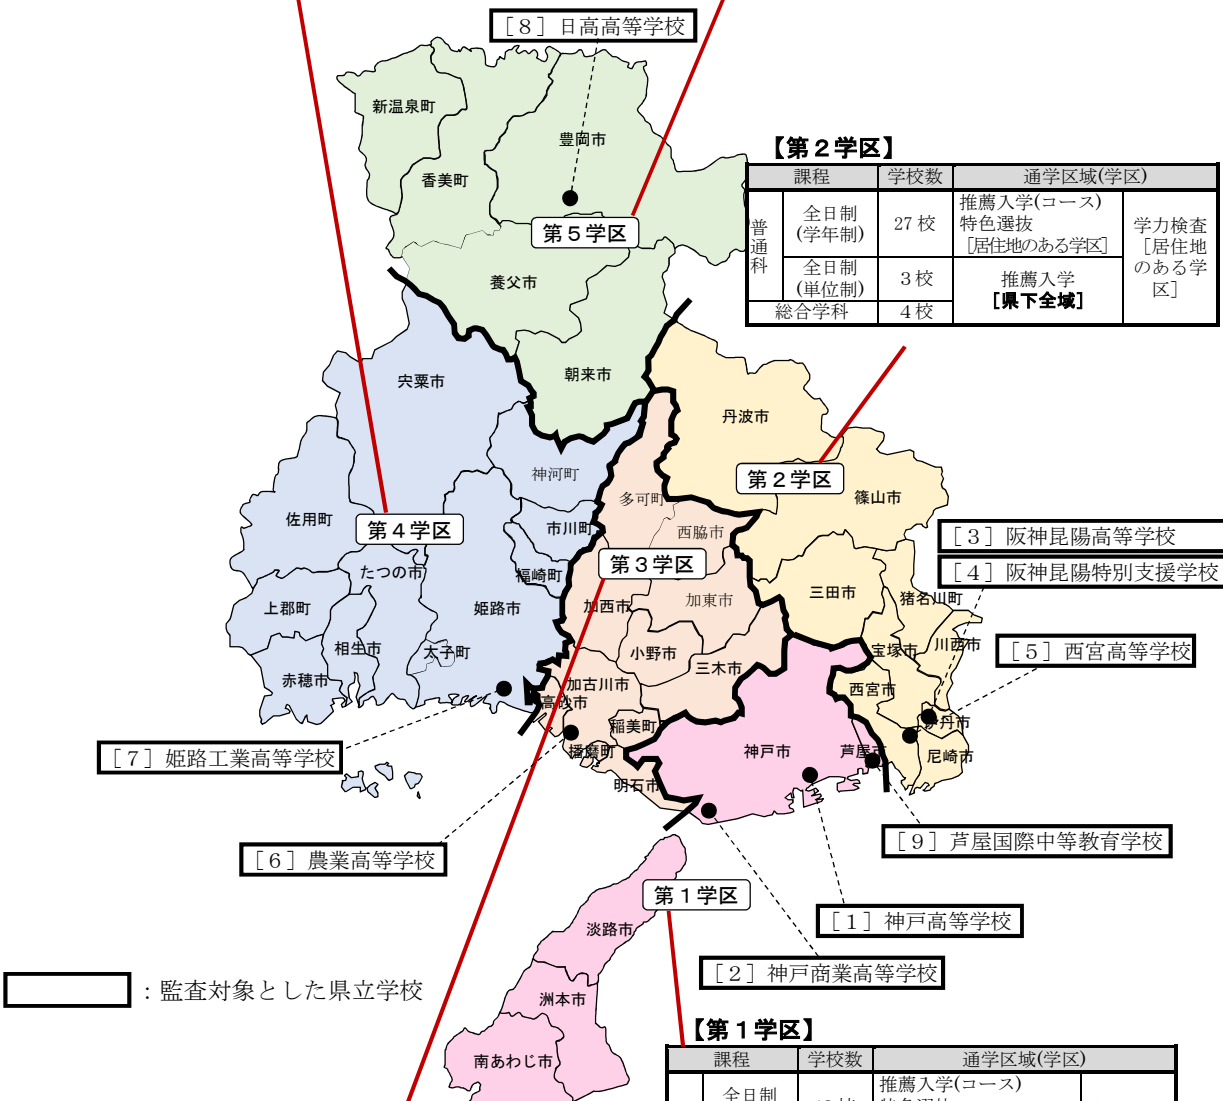 ［８］日高高等学校
新温泉町
豊岡市
香美町
第５学区
養父市
朝来市
【第２学区】
課程 学校数 通学区域(学区)
普通科
全日制
(学年制)
27 校
推薦入学(コース)
特色選抜
［居住地のある学区］
学力検査
［居住地
のある学
区］
全日制
(単位制)
３校
推薦入学
［県下全域］
総合学科 ４校
宍粟市
丹波市
神河町
第２学区
多可町
篠山市
佐用町
第４学区
市川町
西脇市
［３］阪神昆陽高等学校
［４］阪神昆陽特別支援学校
たつの市
福崎町
第３学区
三田市
猪名川町
上郡町
姫路市
加西市
加東市
相生市
太子町
小野市
三木市
宝塚市
川西市
［５］西宮高等学校
赤穂市
加古川市
高砂市
西宮市
稲美町
伊丹市
［７］姫路工業高等学校
播磨町
神戸市
芦屋市
尼崎市
明石市
［９］芦屋国際中等教育学校
［６］農業高等学校
第１学区
［１］神戸高等学校
淡路市
［２］神戸商業高等学校
：監査対象とした県立学校
洲本市
【第１学区】
南あわじ市
課程 学校数 通学区域(学区)
全日制
推薦入学(コース)